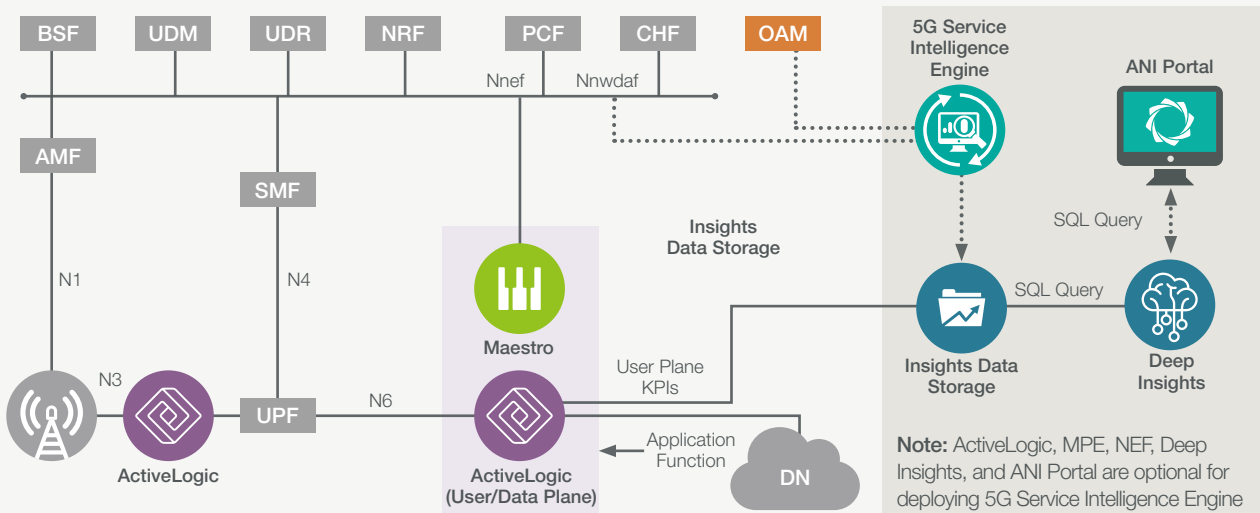 BSF
UDM
UDR
NRF
PCF
CHF
OAM
5G Service
Intelligence
Engine
ANI Portal
Nnef
Nnwdaf
AMF
SMF
Insights
Data Storage
SQL Query
N1
N4
SQL Query
Maestro
Insights Data
Storage
Deep
Insights
User Plane
KPIs
N3
UPF
N6
ActiveLogic
ActiveLogic
(User/Data Plane)
Application
Function
DN
Note: ActiveLogic, MPE, NEF, Deep
Insights, and ANI Portal are optional for
deploying 5G Service Intelligence Engine